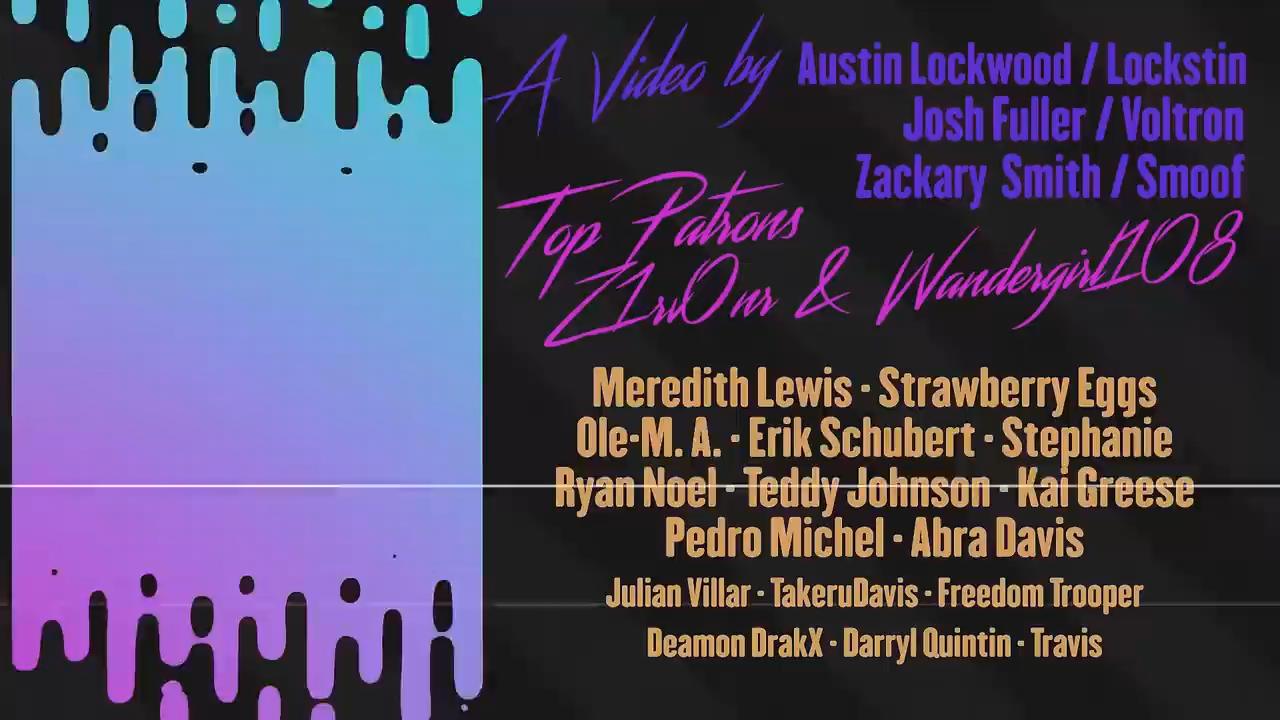 A Video by Austin Lockwood / Lockstin
Josh Fuller / Voltron
Zackary Smith / Smoof
Top Patrons
& Wandergirl108
Meredith Lewis · Strawberry Eggs
Ole-M. A. · Erik Schubert · Stephanie
Ryan Noel · Teddy Johnson · Kai Greese
Pedro Michel · Abra Davis
Julian Villar · TakeruDavis · Freedom Trooper
Deamon DrakX · Darryl Quintin · Travis